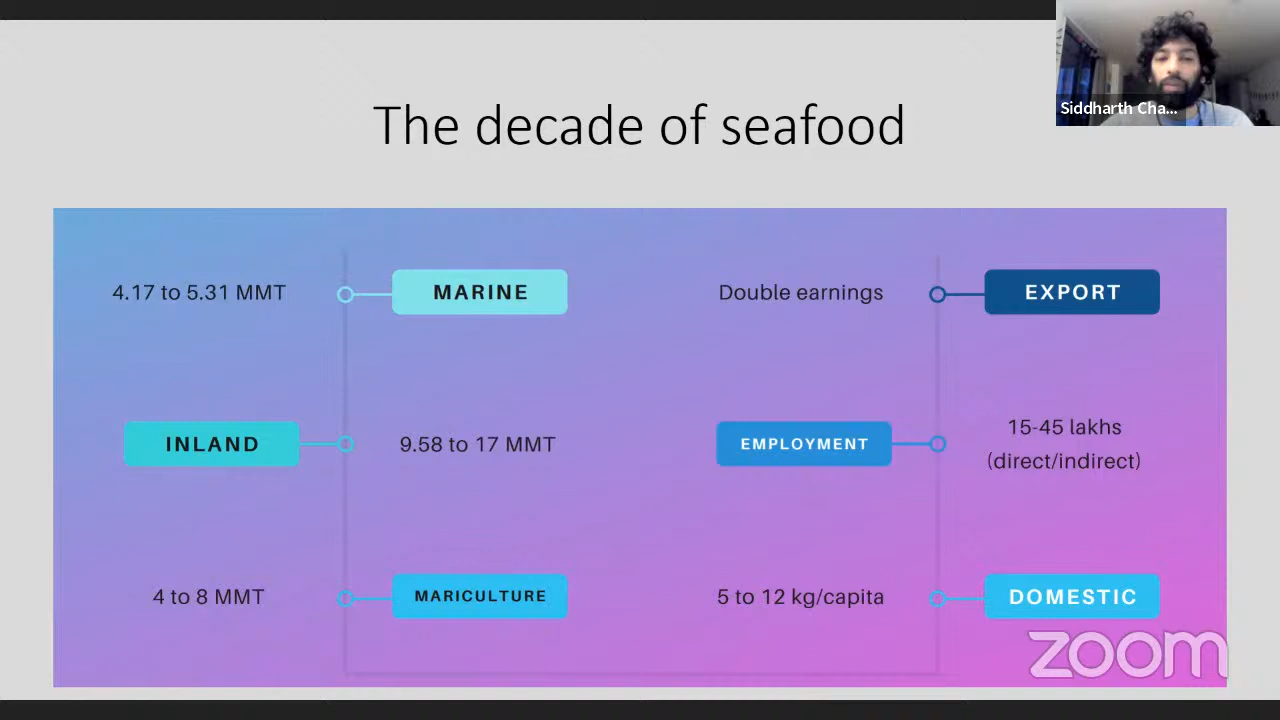 Siddharth Cha...
The decade of seafood
4.17 to 5.31 MMT
MARINE
INLAND
9.58 to 17 MMT
4 to 8 MMT
MARICULTURE
Double earnings
EXPORT
EMPLOYMENT
15-45 lakhs
(direct/indirect)
5 to 12 kg/capita
DOMESTIC
zoom